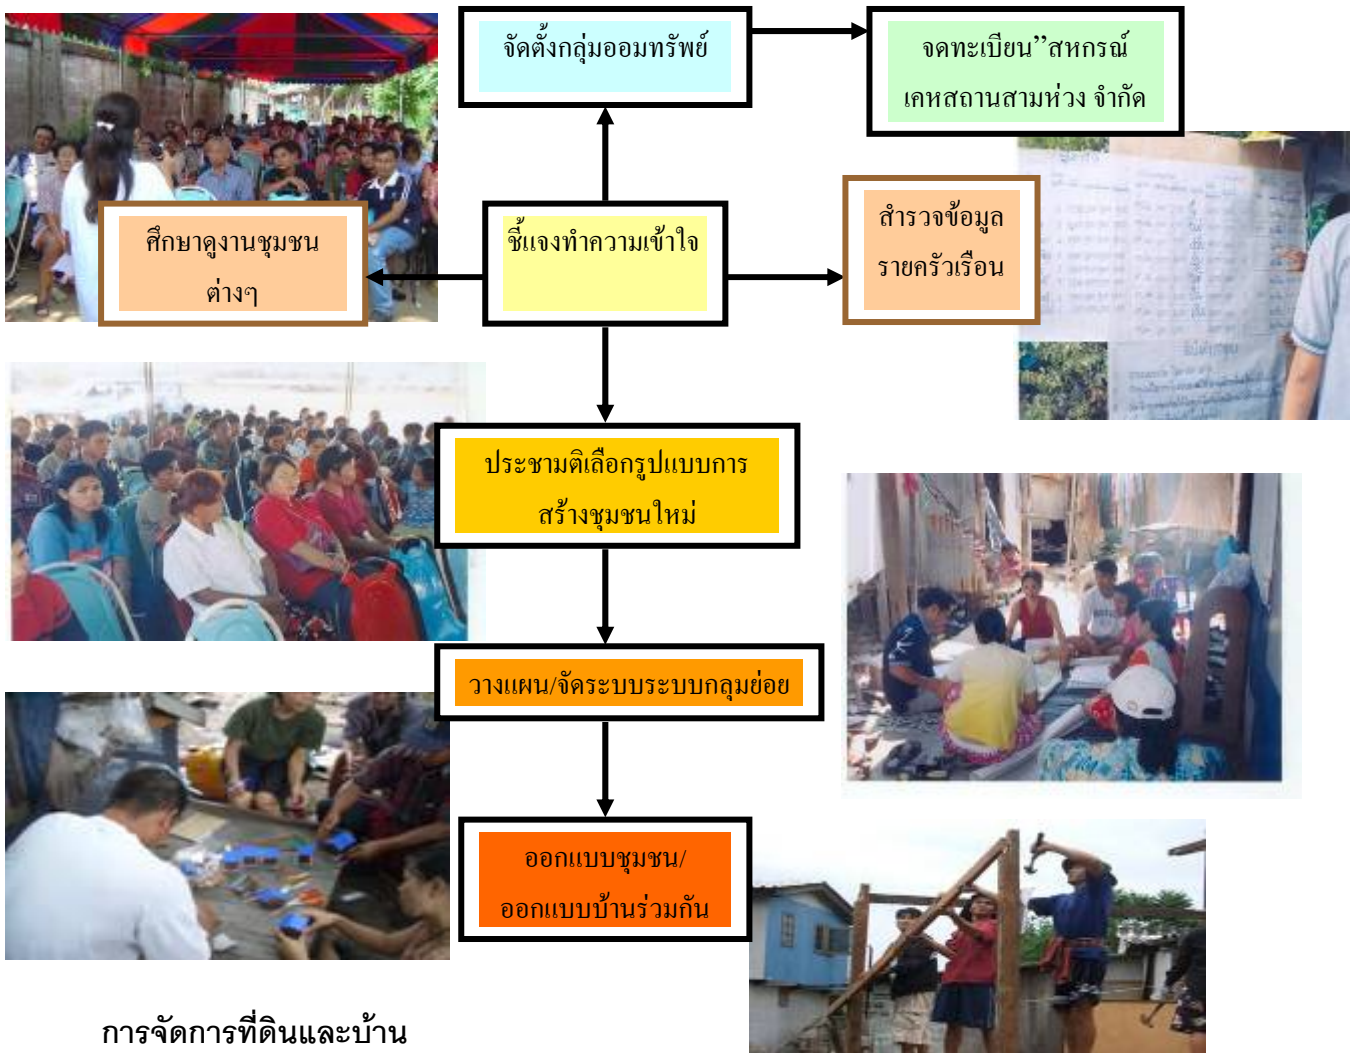 จัดตั้งกลุ่มออมทรัพย์
จดทะเบียน”สหกรณ์
เคหสถานสามห่วง จำกัด
ศึกษาดูงานชุมชน
ต่างๆ
ชี้แจงทำความเข้าใจ
สำรวจข้อมูล
รายครัวเรือน
ประชามติเลือกรูปแบบการ
สร้างชุมชนใหม่
วางแผน/จัดระบบระบบกลุมย่อย
ออกแบบชุมชน/
ออกแบบบ้านร่วมกัน
การจัดการที่ดินและบ้าน